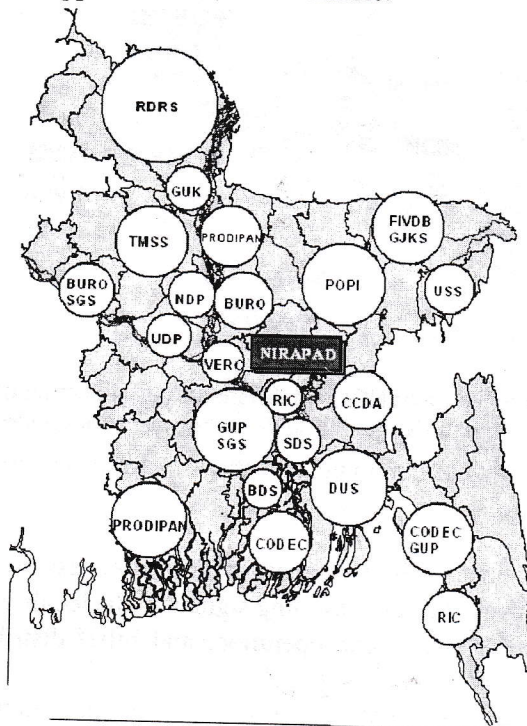 RDRS
GUK
TMSS
PRODIPAN
FIVDB
GJKS
BURO
SGS
NDP
BURO
POPI
USS
UDP
VERC
NIRAPAD
RIC
CCDA
GUP
SGS
SDS
BDS
DUS
PRODIPAN
CODEC
CODEC
GUP
RIC